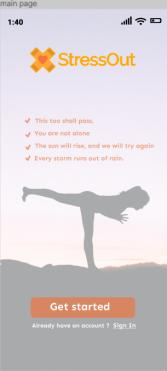 main page
1:40
StressOut
This too shall pass.
You are not alone
The sun will rise, and we will try again
Every storm runs out of rain.
Get started
Already have an account ? Sign In